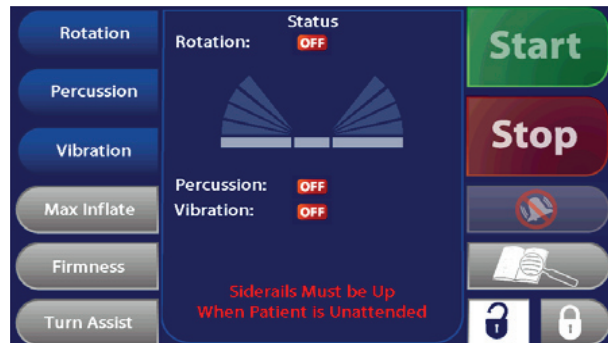 Rotation
Percussion
Vibration
Max Inflate
Firmness
Turn Assist
Status
Rotation: OFF
Percussion: OFF
Vibration: OFF
Siderails Must be Up
When Patient is Unattended
Start
Stop